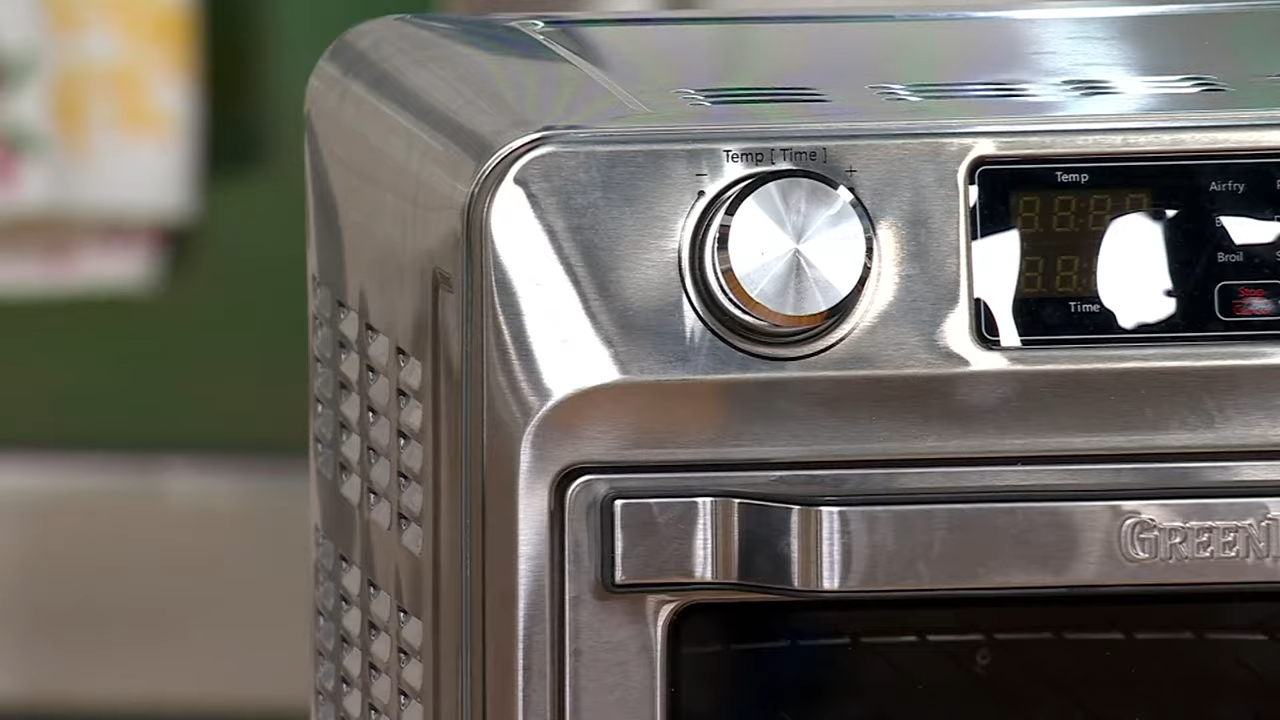 Temp [ Time ]
- +
Temp
Airfry
Broil
Time
Stop
GREEN